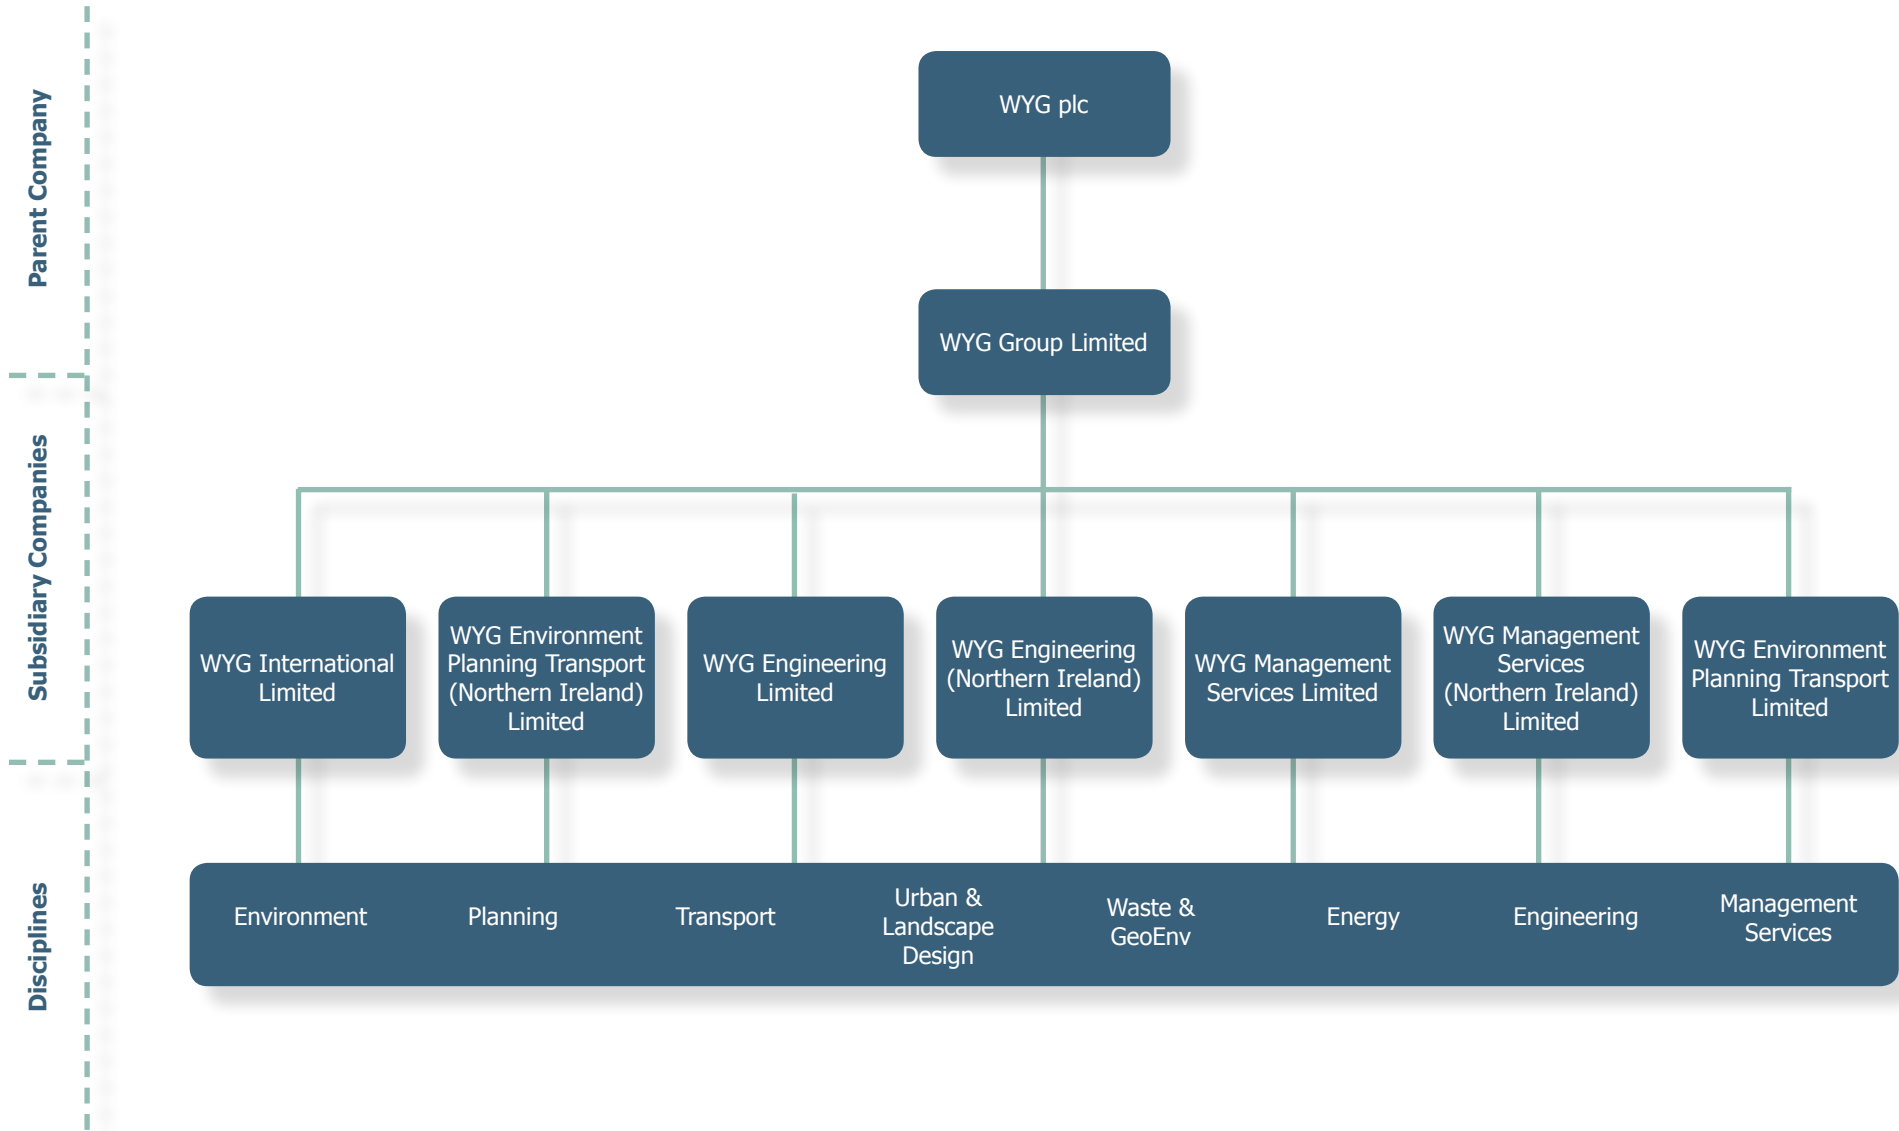 Parent Company
WYG plc
WYG Group Limited
Subsidiary Companies
WYG International
Limited
WYG Environment
Planning Transport
(Northern Ireland)
Limited
WYG Engineering
Limited
WYG Engineering
(Northern Ireland)
Limited
WYG Management
Services Limited
WYG Management
Services
(Northern Ireland)
Limited
WYG Environment
Planning Transport
Limited
Disciplines
Environment
Planning
Transport
Urban &
Landscape
Design
Waste &
GeoEnv
Energy
Engineering
Management
Services